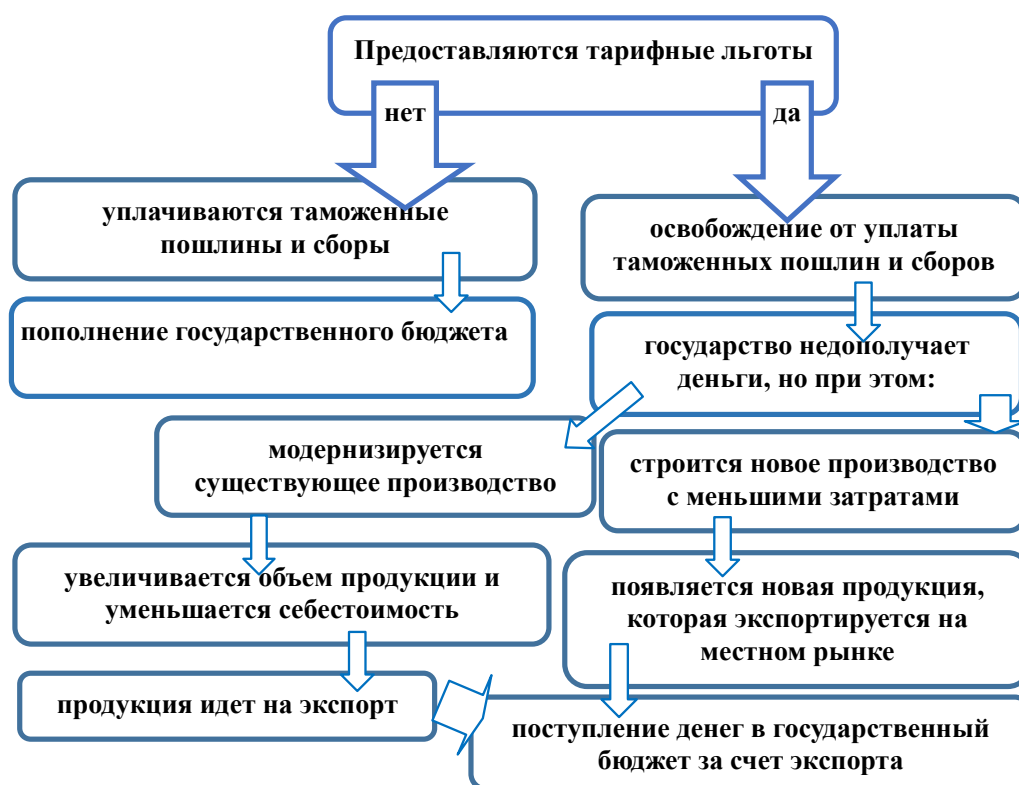 Предоставляются тарифные льготы
нет
да
уплачиваются таможенные
пошлины и сборы
освобождение от уплаты
таможенных пошлин и сборов
пополнение государственного бюджета
государство недополучает
деньги, но при этом:
модернизируется
существующее производство
строится новое производство
с меньшими затратами
увеличивается объем продукции и
уменьшается себестоимость
появляется новая продукция,
которая экспортируется на
местном рынке
продукция идет на экспорт
поступление денег в государственный
бюджет за счет экспорта